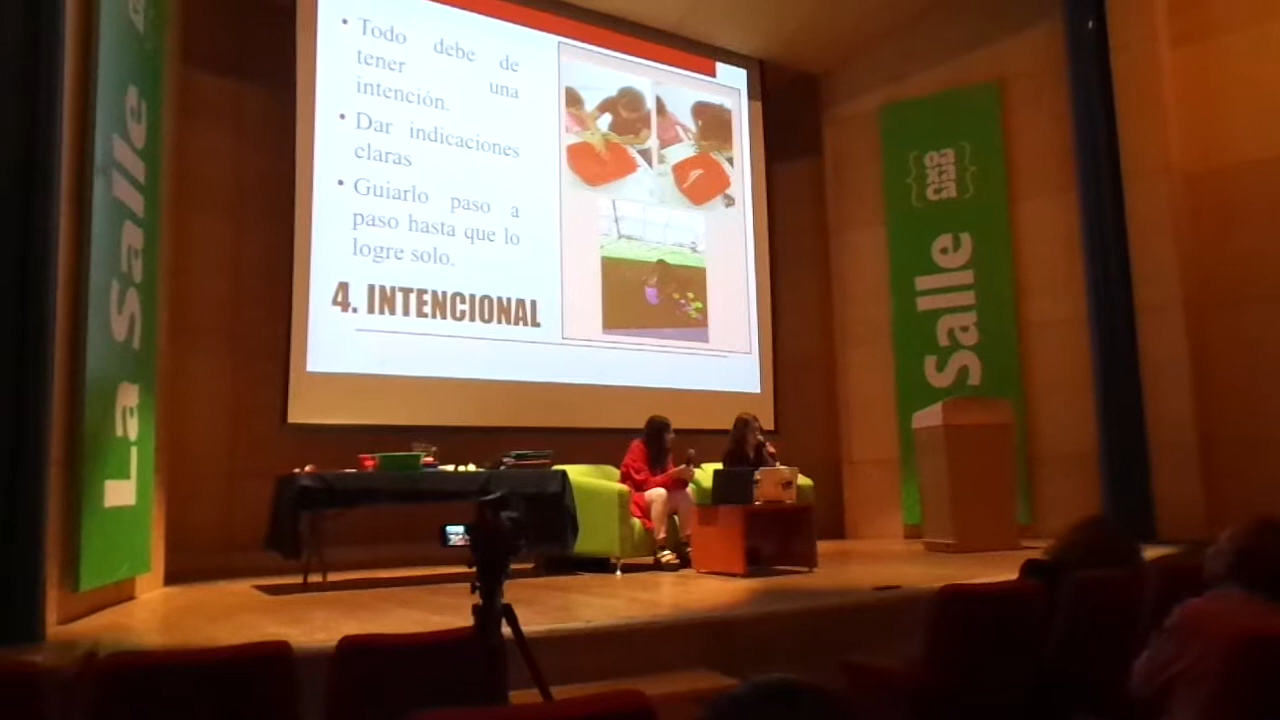 Todo debe de
tener una
intención.
Dar indicaciones
claras
Guiarlo paso a
paso hasta que lo
logre solo.
4. INTENCIONAL
La Salle
Salle